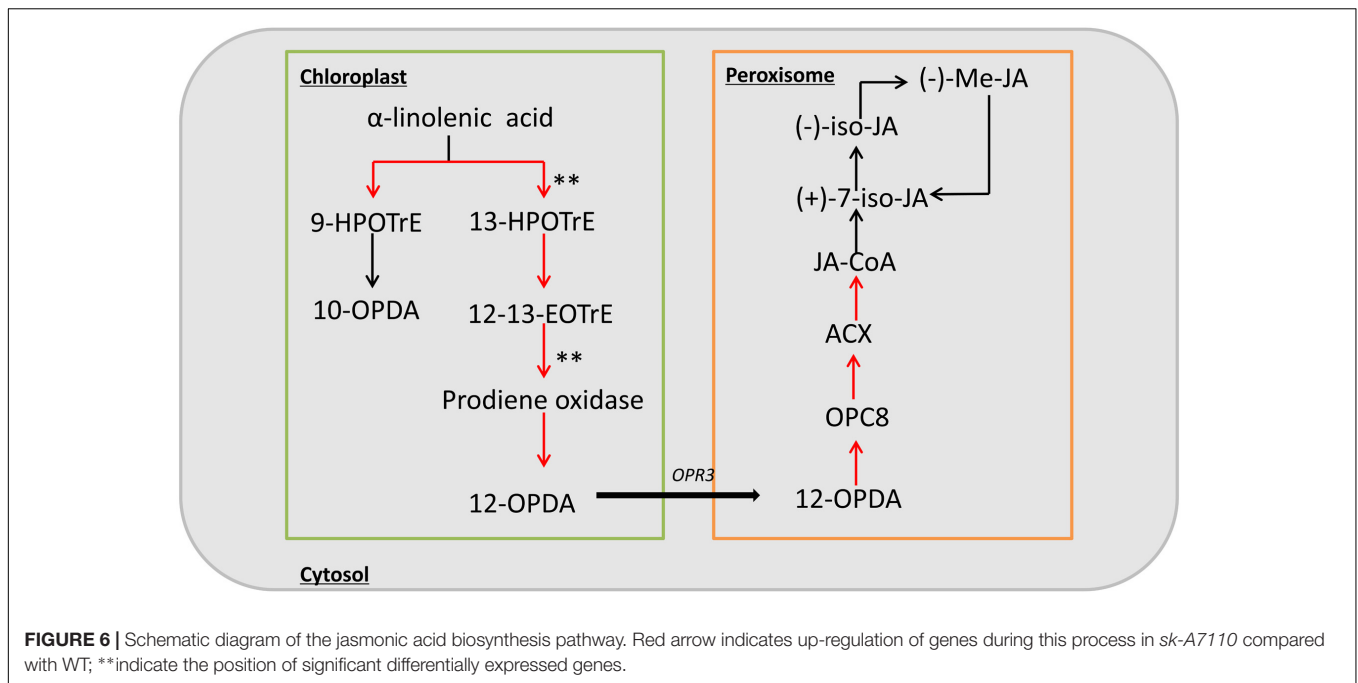 Chloroplast
α-linolenic acid
**
9-HPOTrE
13-HPOTrE
10-OPDA
12-13-EOTrE
**
Prodiene oxidase
12-OPDA
OPR3
Peroxisome
(-)-Me-JA
(-)-iso-JA
(+)-7-iso-JA
JA-CoA
ACX
OPC8
12-OPDA
Cytosol
FIGURE 6 | Schematic diagram of the jasmonic acid biosynthesis pathway. Red arrow indicates up-regulation of genes during this process in sk-A7110 compared
with WT; **indicate the position of significant differentially expressed genes.